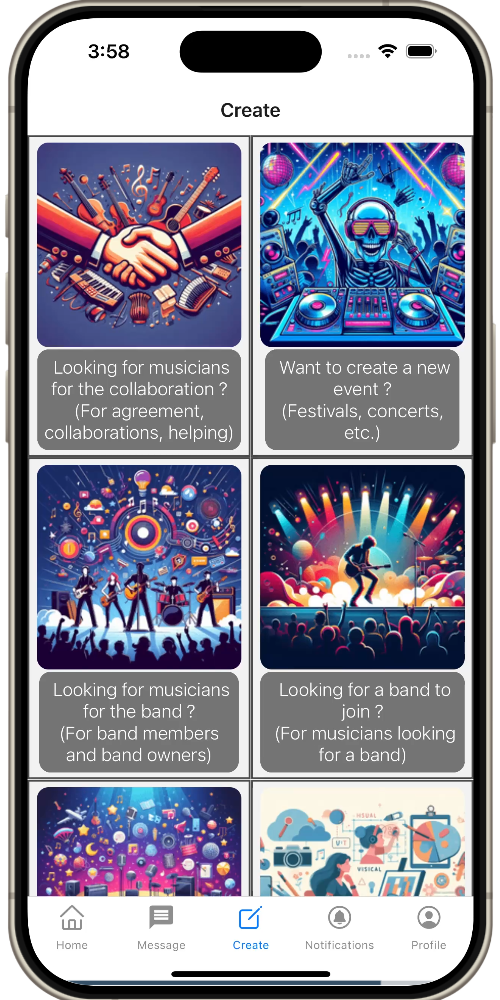 3:58
Create
Looking for musicians
for the collaboration ?
(For agreement,
collaborations, helping)
Want to create a new
event ?
(Festivals, concerts,
etc.)
Looking for musicians
for the band ?
(For band members
and band owners)
Looking for a band to
join ?
(For musicians looking
for a band)
VISICAL
Home
Message
Create
Notifications
Profile